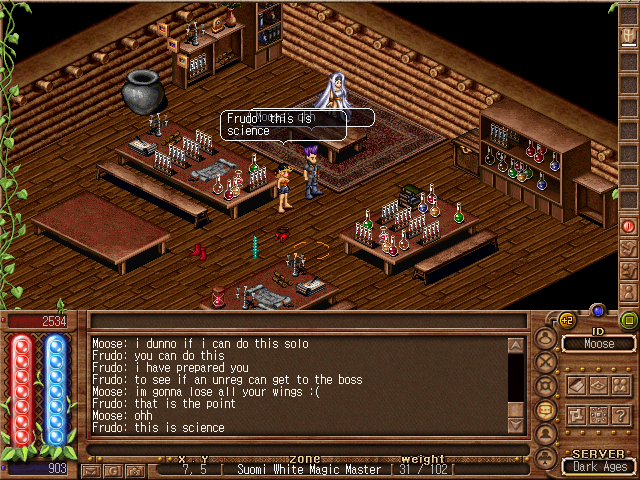 Moose: ohh
Frudo: this is
science
2534
Moose: i dunno if i can do this solo
Frudo: you can do this
Frudo: i have prepared you
Frudo: to see if an unreg can get to the boss
Moose: im gonna lose all your wings :(
Frudo: that is the point
Moose: ohh
Frudo: this is science
903
+2
ID
Moose
?
SERVER
Dark Ages
X Y
zone
weight
7, 5
Suomi White Magic Master
31 / 102
G